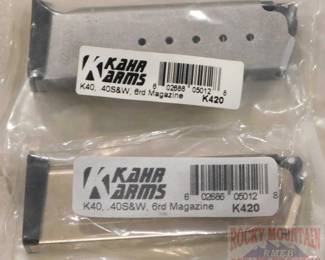 KAHR
ARMS
6 02686 05012 8
K40, .40S&W, 6rd Magazine K420
KAHR
ARMS
6 02686 05012 8
K40, .40S&W, 6rd Magazine K420
ROCKY MOUNTAIN
RMEB